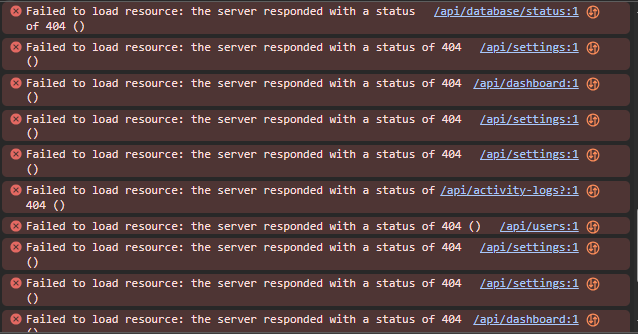 Failed to load resource: the server responded with a status /api/database/status:1
of 404 ()
Failed to load resource: the server responded with a status of 404 /api/settings:1
()
Failed to load resource: the server responded with a status of 404 /api/dashboard:1
()
Failed to load resource: the server responded with a status of 404 /api/settings:1
()
Failed to load resource: the server responded with a status of 404 /api/settings:1
()
Failed to load resource: the server responded with a status of /api/activity-logs?:1
404 ()
Failed to load resource: the server responded with a status of 404 () /api/users:1
Failed to load resource: the server responded with a status of 404 /api/settings:1
()
Failed to load resource: the server responded with a status of 404 /api/settings:1
()
Failed to load resource: the server responded with a status of 404 /api/dashboard:1
()